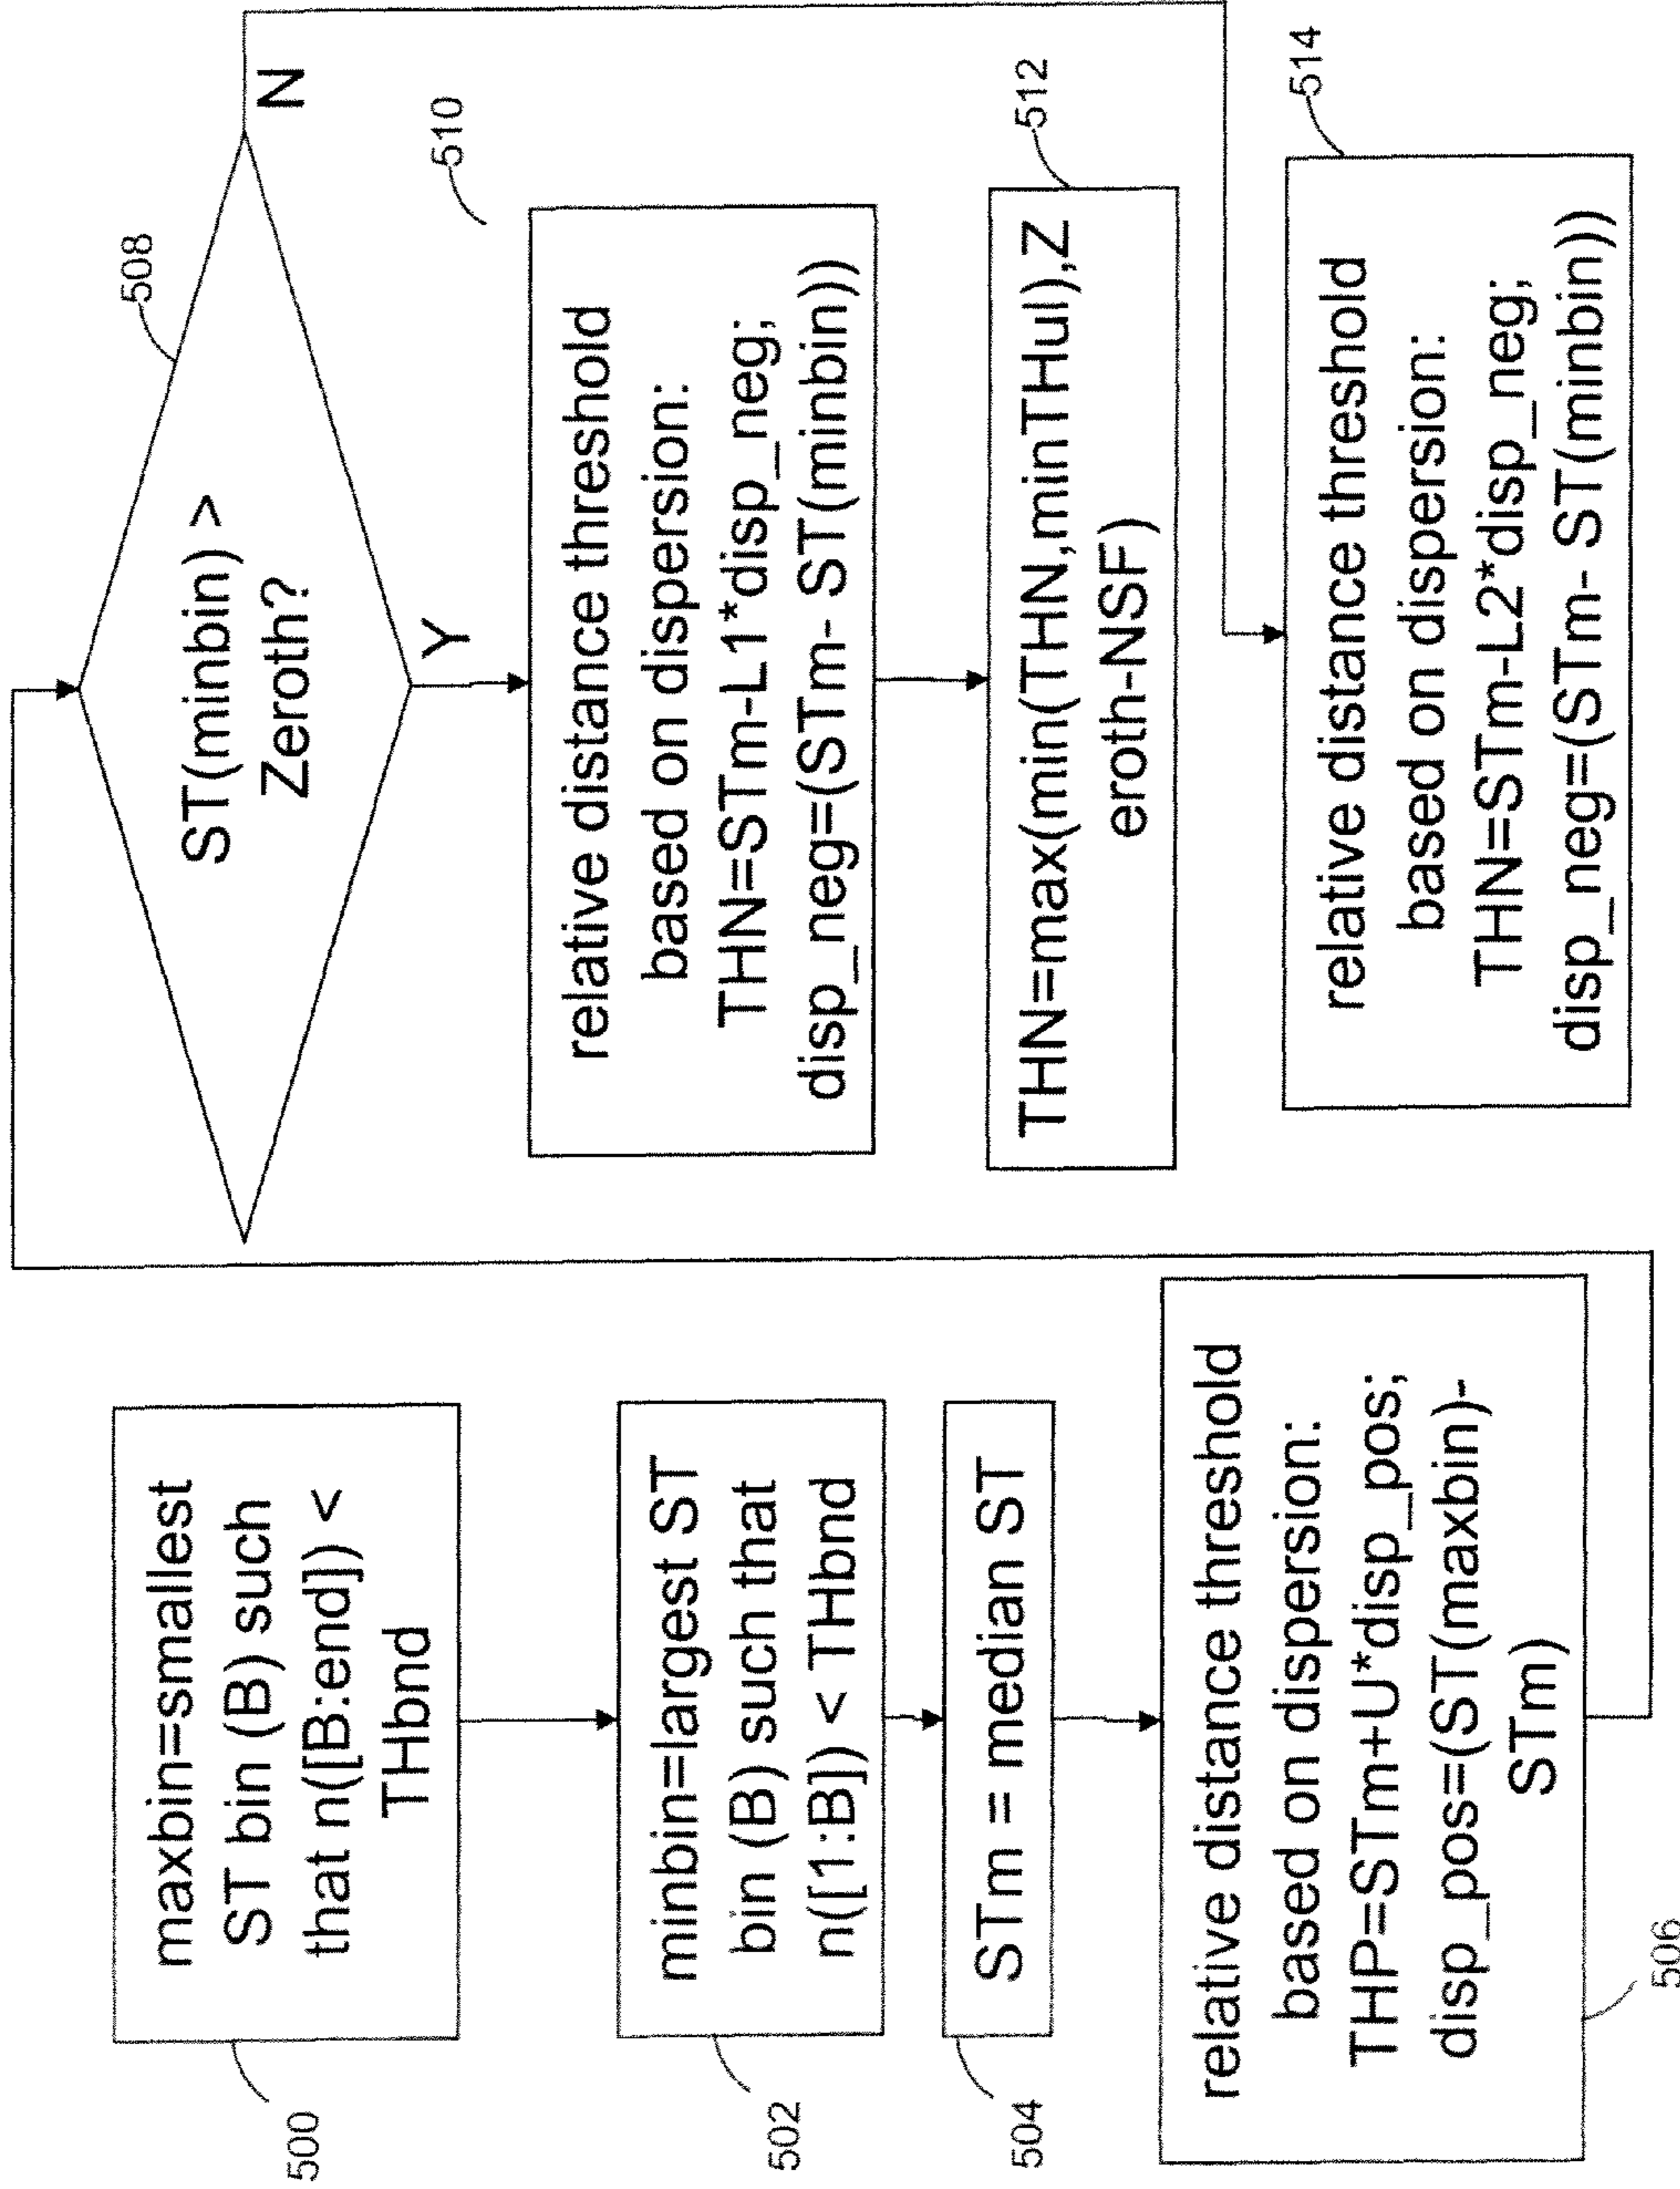 maxbin=smallest
ST bin (B) such
that n([B:end]) <
THbnd
500
minbin=largest ST
bin (B) such that
n([1:B]) < THbnd
502
STm = median ST
504
relative distance threshold
based on dispersion:
THP=STm+U*disp_pos;
disp_pos=(ST(maxbin)-
STm)
506
ST(minbin) >
Zeroth?
508
N
Y
510
relative distance threshold
based on dispersion:
THN=STm-L1*disp_neg;
disp_neg=(STm- ST(minbin))
512
THN=max(min(THN,minTHul),Z
eroth-NSF)
514
relative distance threshold
based on dispersion:
THN=STm-L2*disp_neg;
disp_neg=(STm- ST(minbin))